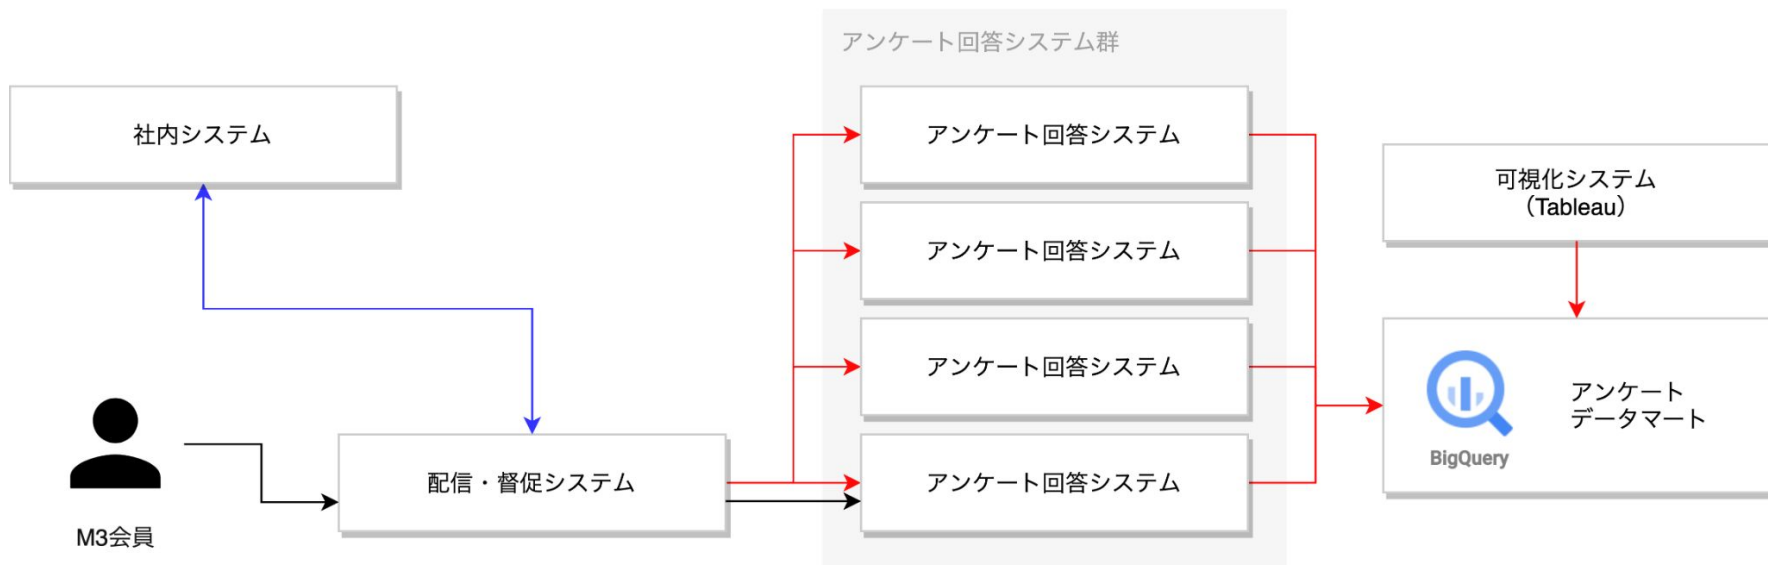 アンケート回答システム群
社内システム
アンケート回答システム
アンケート回答システム
アンケート回答システム
アンケート回答システム
可視化システム
（Tableau）
アンケート
データマート
BigQuery
配信・督促システム
M3会員